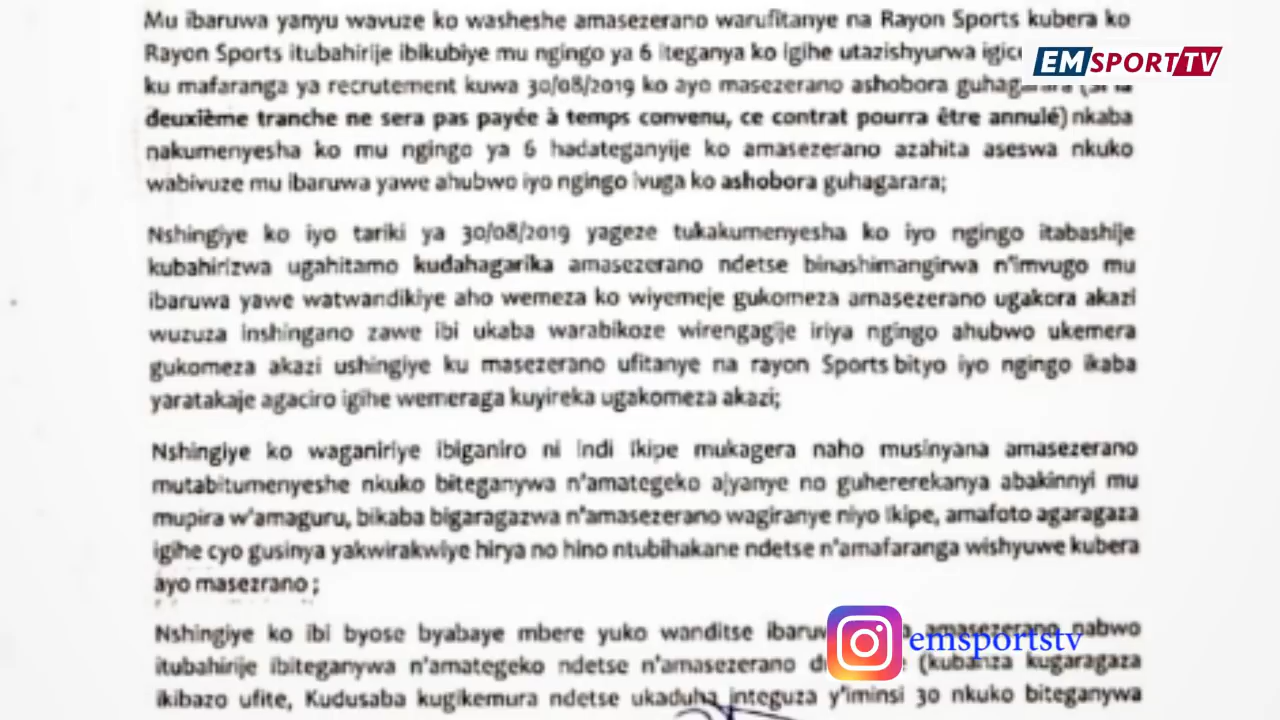 Mu ibaruwa yanyu wavuze ko washeshe amasezerano warufitanye na Rayon Sports kubera ko
Rayon Sports itubahirije ibikubiye mu ngingo ya 6 iteganya ko igihe utazishyurwa
EMSPORTTV
ku mafaranga ya recrutement kuwa 30/08/2019 ko ayo masezerano ashobora
deuxième tranche ne sera pas payée à temps convenu, ce contrat pourra être annulé) nkaba
nakumenyesha ko mu ngingo ya 6 hadateganyije ko amasezerano azahita aseswa nkuko
wabivuze mu ibaruwa yawe ahubwo iyo ngingo ivuga ko ashobora guhagarara;
Nshingiye ko iyo tariki ya 30/08/2019 yageze tukakumenyesha ko iyo ngingo itabashije
kubahirizwa ugahitamo kudahagarika amasezerano ndetse binashimangirwa n'imvugo mu
ibaruwa yawe watwandikiye aho wemeza ko wiyemeje gukomeza amasezerano ugakora akazi
wuzuza inshingano zawe ibi ukaba warabikoze wirengagije iriya ngingo ahubwo ukemera
gukomeza akazi ushingiye ku masezerano ufitanye na rayon Sports bityo iyo ngingo ikaba
yaratakaje agaciro igihe wemeraga kuyireka ugakomeza akazi;
Nshingiye ko waganiriye ibiganiro ni indi ikipe mukagera naho musinyana amasezerano
mutabitumenyeshe nkuko biteganywa n'amategeko ajyanye no guhererekanya abakinnyi mu
mupira w'amaguru, bikaba bigaragazwa n'amasezerano wagiranye niyo ikipe, amafoto agaragaza
igihe cyo gusinya yakwirakwiye hirya no hino ntubihakane ndetse n'amafaranga wishyuwe kubera
ayo masezrano ;
Nshingiye ko ibi byose byabaye mbere yuko wanditse amasezerano nabwo
emsportstv
itubahirije ibiteganywa n'amategeko ndetse n'amasezerano (kubanza kugaragaza
ikibazo ufite, Kudusaba kugikemura ndetse ukaduha integuza y'iminsi 30 nkuko biteganywa